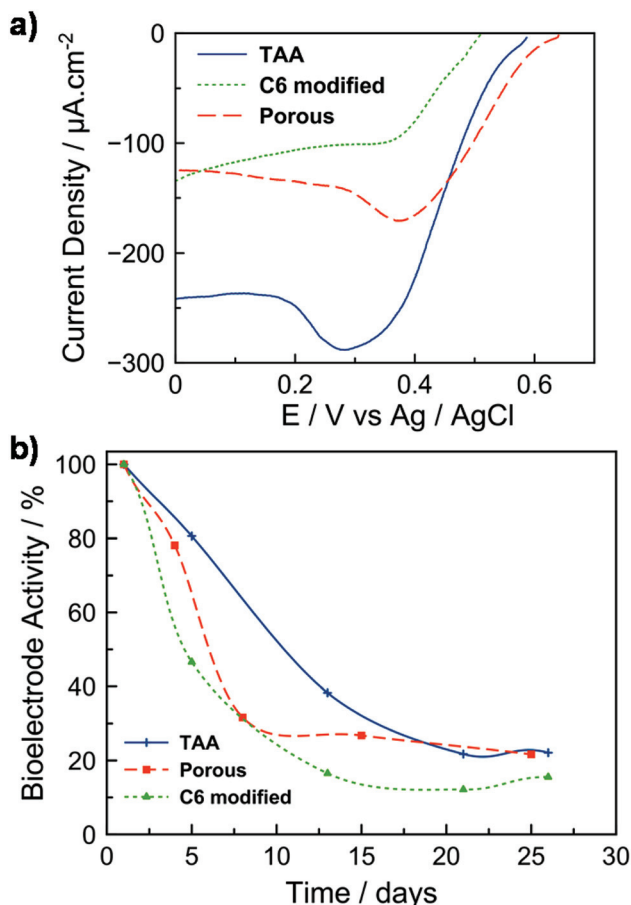 a)
0
−100
−200
−300
Current Density / µA.cm⁻²
TAA
C6 modified
Porous
0
0.2
0.4
0.6
E / V vs Ag / AgCl
b)
100
80
60
40
20
0
Bioelectrode Activity / %
TAA
Porous
C6 modified
0
5
10
15
20
25
30
Time / days